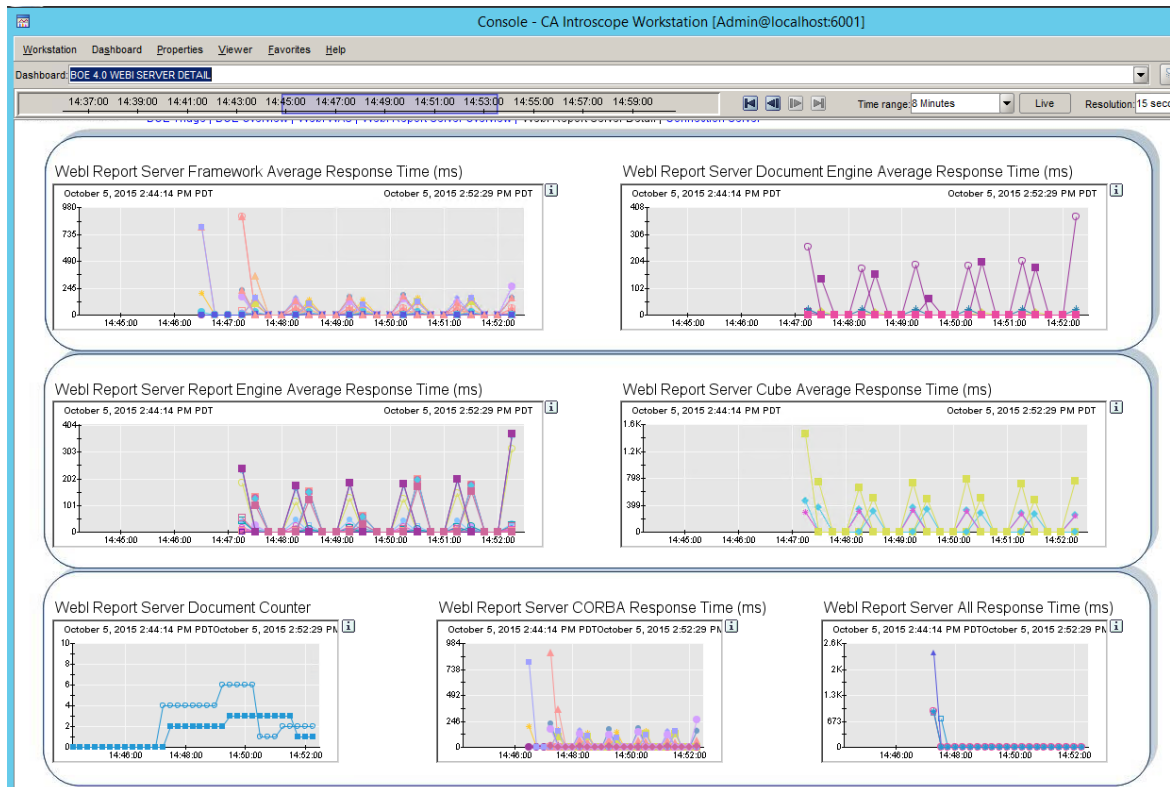 Console - CA Introscope Workstation [Admin@localhost:6001]
Workstation Dashboard Properties Viewer Favorites Help
Dashboard: BOE 4.0 WEBI SERVER DETAIL
14:37:00 14:39:00 14:41:00 14:43:00 14:45:00 14:47:00 14:49:00 14:51:00 14:53:00 14:55:00 14:57:00 14:59:00 Time range: 8 Minutes Live Resolution: 15 seco
WebI Report Server Framework Average Response Time (ms)
October 5, 2015 2:44:14 PM PDT October 5, 2015 2:52:29 PM PDT
980
735
490
245
0
14:45:00 14:46:00 14:47:00 14:48:00 14:49:00 14:50:00 14:51:00 14:52:00
WebI Report Server Document Engine Average Response Time (ms)
October 5, 2015 2:44:14 PM PDT October 5, 2015 2:52:29 PM PDT
408
306
204
102
0
14:45:00 14:46:00 14:47:00 14:48:00 14:49:00 14:50:00 14:51:00 14:52:00
WebI Report Server Report Engine Average Response Time (ms)
October 5, 2015 2:44:14 PM PDT October 5, 2015 2:52:29 PM PDT
404
303
202
101
0
14:45:00 14:46:00 14:47:00 14:48:00 14:49:00 14:50:00 14:51:00 14:52:00
WebI Report Server Cube Average Response Time (ms)
October 5, 2015 2:44:14 PM PDT October 5, 2015 2:52:29 PM PDT
1.6K
1.2K
798
399
0
14:45:00 14:46:00 14:47:00 14:48:00 14:49:00 14:50:00 14:51:00 14:52:00
WebI Report Server Document Counter
October 5, 2015 2:44:14 PM PDT October 5, 2015 2:52:29 PM
10
8
6
4
2
0
14:46:00 14:48:00 14:50:00 14:52:00
WebI Report Server CORBA Response Time (ms)
October 5, 2015 2:44:14 PM PDT October 5, 2015 2:52:29 PM
984
738
492
246
0
14:46:00 14:48:00 14:50:00 14:52:00
WebI Report Server All Response Time (ms)
October 5, 2015 2:44:14 PM PDT October 5, 2015 2:52:29 PM
2.6K
2K
1.3K
673
0
14:46:00 14:48:00 14:50:00 14:52:00